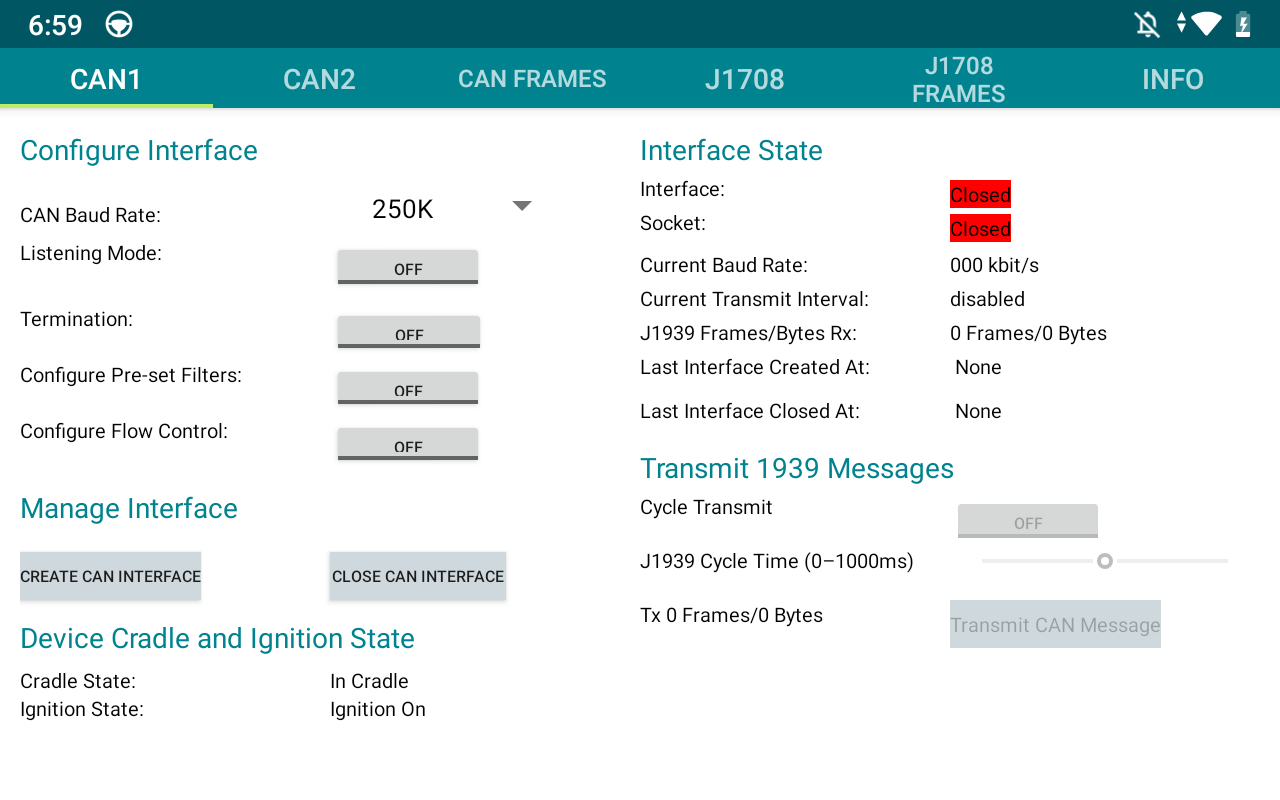 6:59
CAN1
CAN2
CAN FRAMES
J1708
J1708
FRAMES
INFO
Configure Interface
CAN Baud Rate:
250K
Listening Mode:
OFF
Termination:
OFF
Configure Pre-set Filters:
OFF
Configure Flow Control:
OFF
Manage Interface
CREATE CAN INTERFACE
CLOSE CAN INTERFACE
Device Cradle and Ignition State
Cradle State:
In Cradle
Ignition State:
Ignition On
Interface State
Interface:
Closed
Socket:
Closed
Current Baud Rate:
000 kbit/s
Current Transmit Interval:
disabled
J1939 Frames/Bytes Rx:
0 Frames/0 Bytes
Last Interface Created At:
None
Last Interface Closed At:
None
Transmit 1939 Messages
Cycle Transmit
OFF
J1939 Cycle Time (0–1000ms)
Tx 0 Frames/0 Bytes
Transmit CAN Message